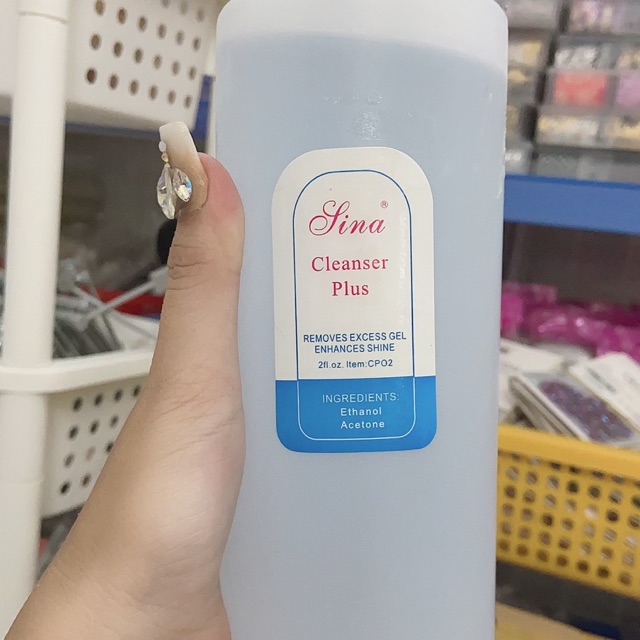 Sina ®
Cleanser
Plus
REMOVES EXCESS GEL
ENHANCES SHINE
2fl.oz. Item:CPO2
INGREDIENTS:
Ethanol
Acetone